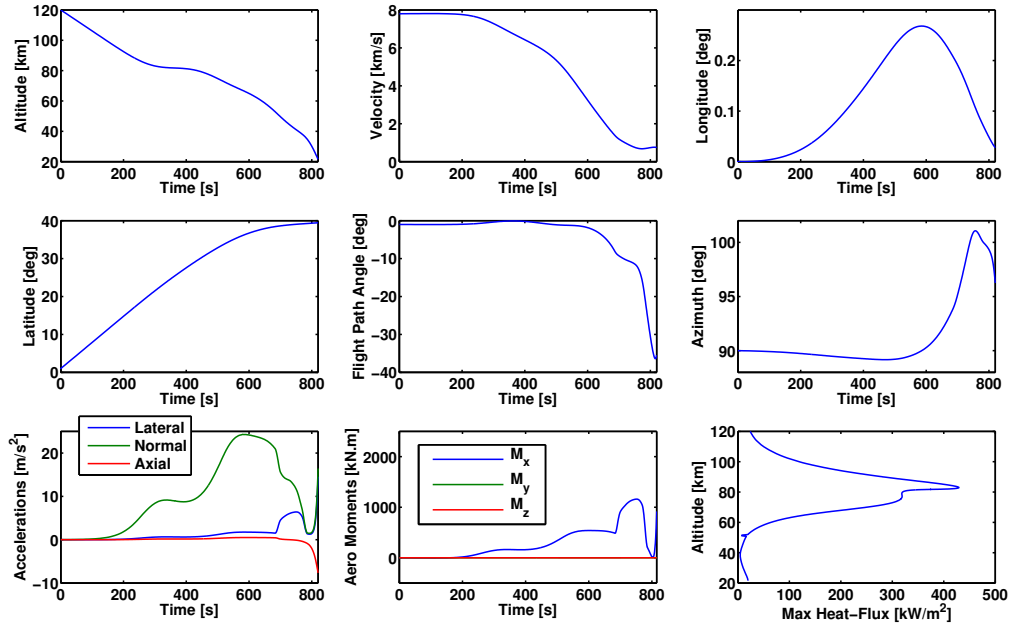 120
100
80
60
40
20
Altitude [km]
0 200 400 600 800
Time [s]
8
6
4
2
0
Velocity [km/s]
0 200 400 600 800
Time [s]
0.2
0.1
0
Longitude [deg]
0 200 400 600 800
Time [s]
40
30
20
10
0
Latitude [deg]
0 200 400 600 800
Time [s]
0
−10
−20
−30
−40
Flight Path Angle [deg]
0 200 400 600 800
Time [s]
100
95
90
Azimuth [deg]
0 200 400 600 800
Time [s]
Lateral
Normal
Axial
20
10
0
−10
Accelerations [m/s²]
0 200 400 600 800
Time [s]
M_x
M_y
M_z
2000
1000
0
Aero Moments [kN.m]
0 200 400 600 800
Time [s]
120
100
80
60
40
20
Altitude [km]
0 100 200 300 400 500
Max Heat−Flux [kW/m²]